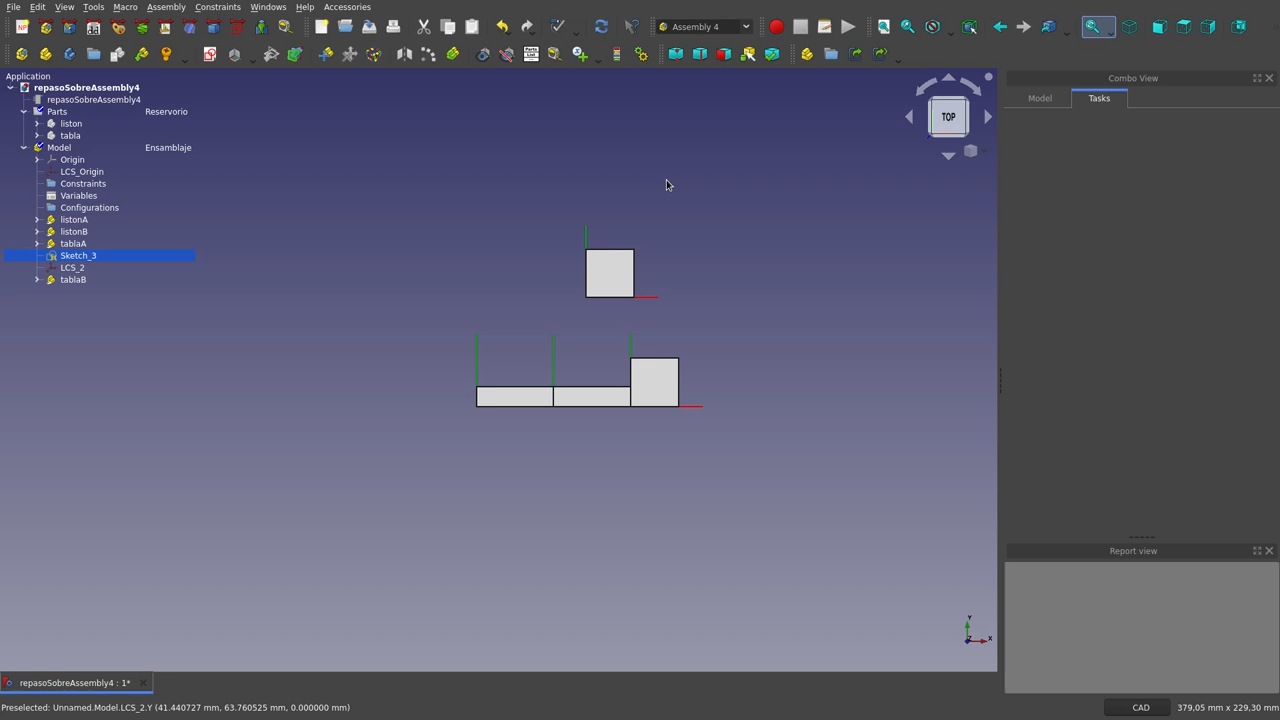 File Edit View Tools Macro Assembly Constraints Windows Help Accessories
Assembly 4
Application
repasoSobreAssembly4
repasoSobreAssembly4
Parts Reservorio
liston
tabla
Model Ensamblaje
Origin
LCS_Origin
Constraints
Variables
Configurations
listonA
listonB
tablaA
Sketch_3
LCS_2
tablaB
TOP
Y
Z X
Combo View
Model Tasks
Report view
repasoSobreAssembly4 : 1*
Preselected: Unnamed.Model.LCS_2.Y (41.440727 mm, 63.760525 mm, 0.000000 mm)
CAD 379,05 mm x 229,30 mm